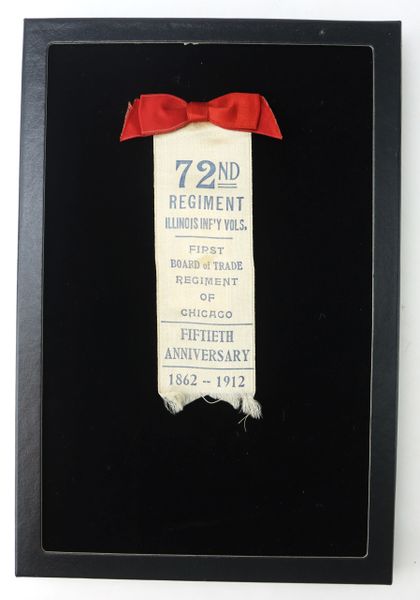 72ND
REGIMENT
ILLINOIS INF'Y VOLS.
FIRST
BOARD of TRADE
REGIMENT
OF
CHICAGO
FIFTIETH
ANNIVERSARY
1862 -- 1912